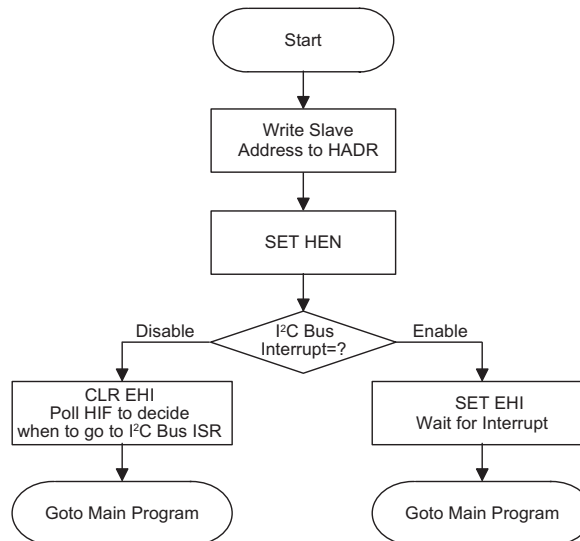 Start
Write Slave
Address to HADR
SET HEN
I²C Bus
Interrupt=?
Disable
Enable
CLR EHI
Poll HIF to decide
when to go to I²C Bus ISR
SET EHI
Wait for Interrupt
Goto Main Program
Goto Main Program